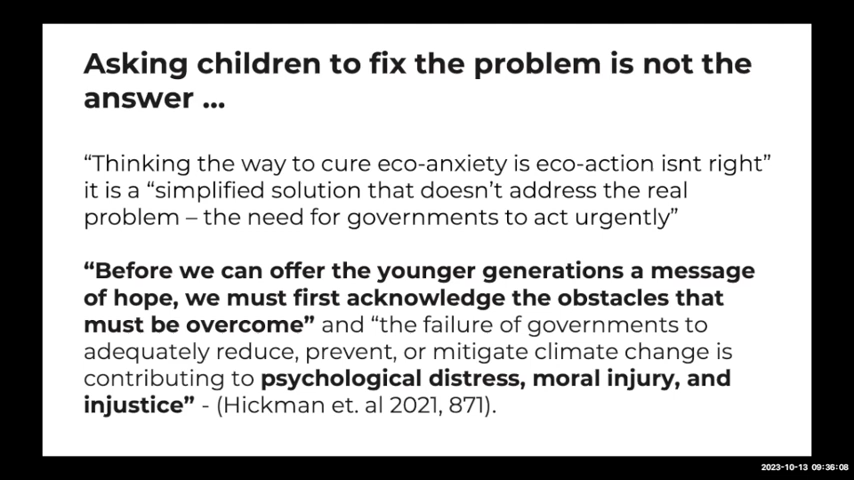 Asking children to fix the problem is not the
answer ...
“Thinking the way to cure eco-anxiety is eco-action isnt right”
it is a “simplified solution that doesn’t address the real
problem – the need for governments to act urgently”
“Before we can offer the younger generations a message
of hope, we must first acknowledge the obstacles that
must be overcome” and “the failure of governments to
adequately reduce, prevent, or mitigate climate change is
contributing to psychological distress, moral injury, and
injustice” - (Hickman et. al 2021, 871).
2023-10-13 09:36:08